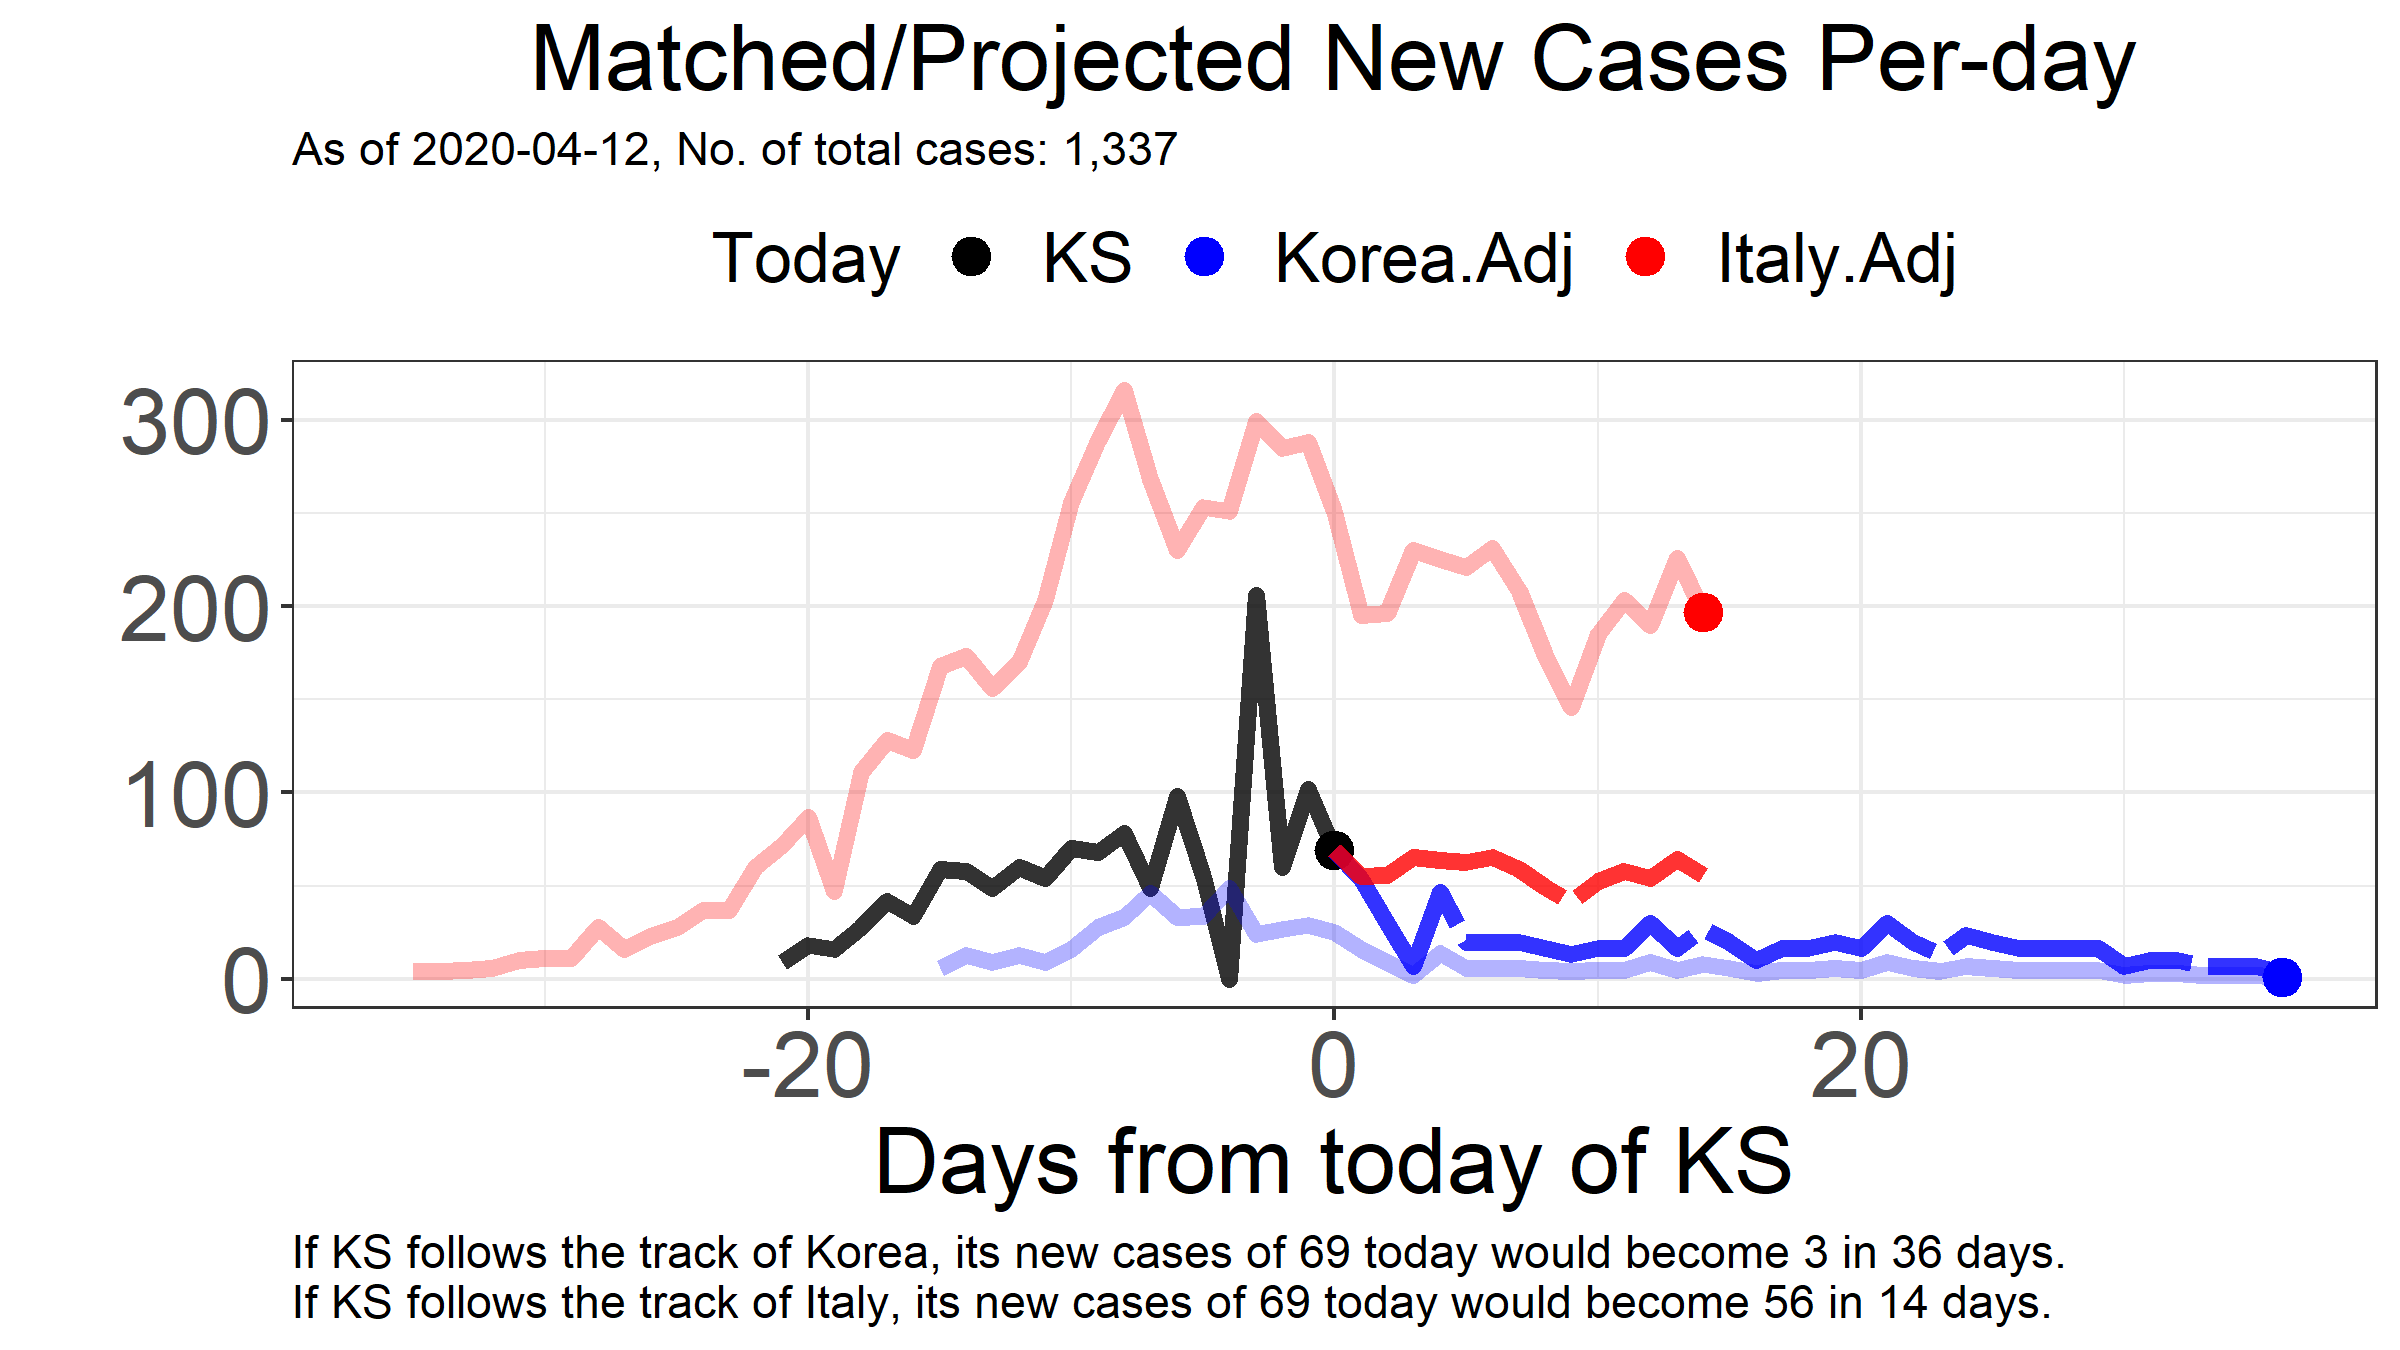 Matched/Projected New Cases Per-day
As of 2020-04-12, No. of total cases: 1,337
Today KS Korea.Adj Italy.Adj
300
200
100
0
-20 0 20
Days from today of KS
If KS follows the track of Korea, its new cases of 69 today would become 3 in 36 days.
If KS follows the track of Italy, its new cases of 69 today would become 56 in 14 days.